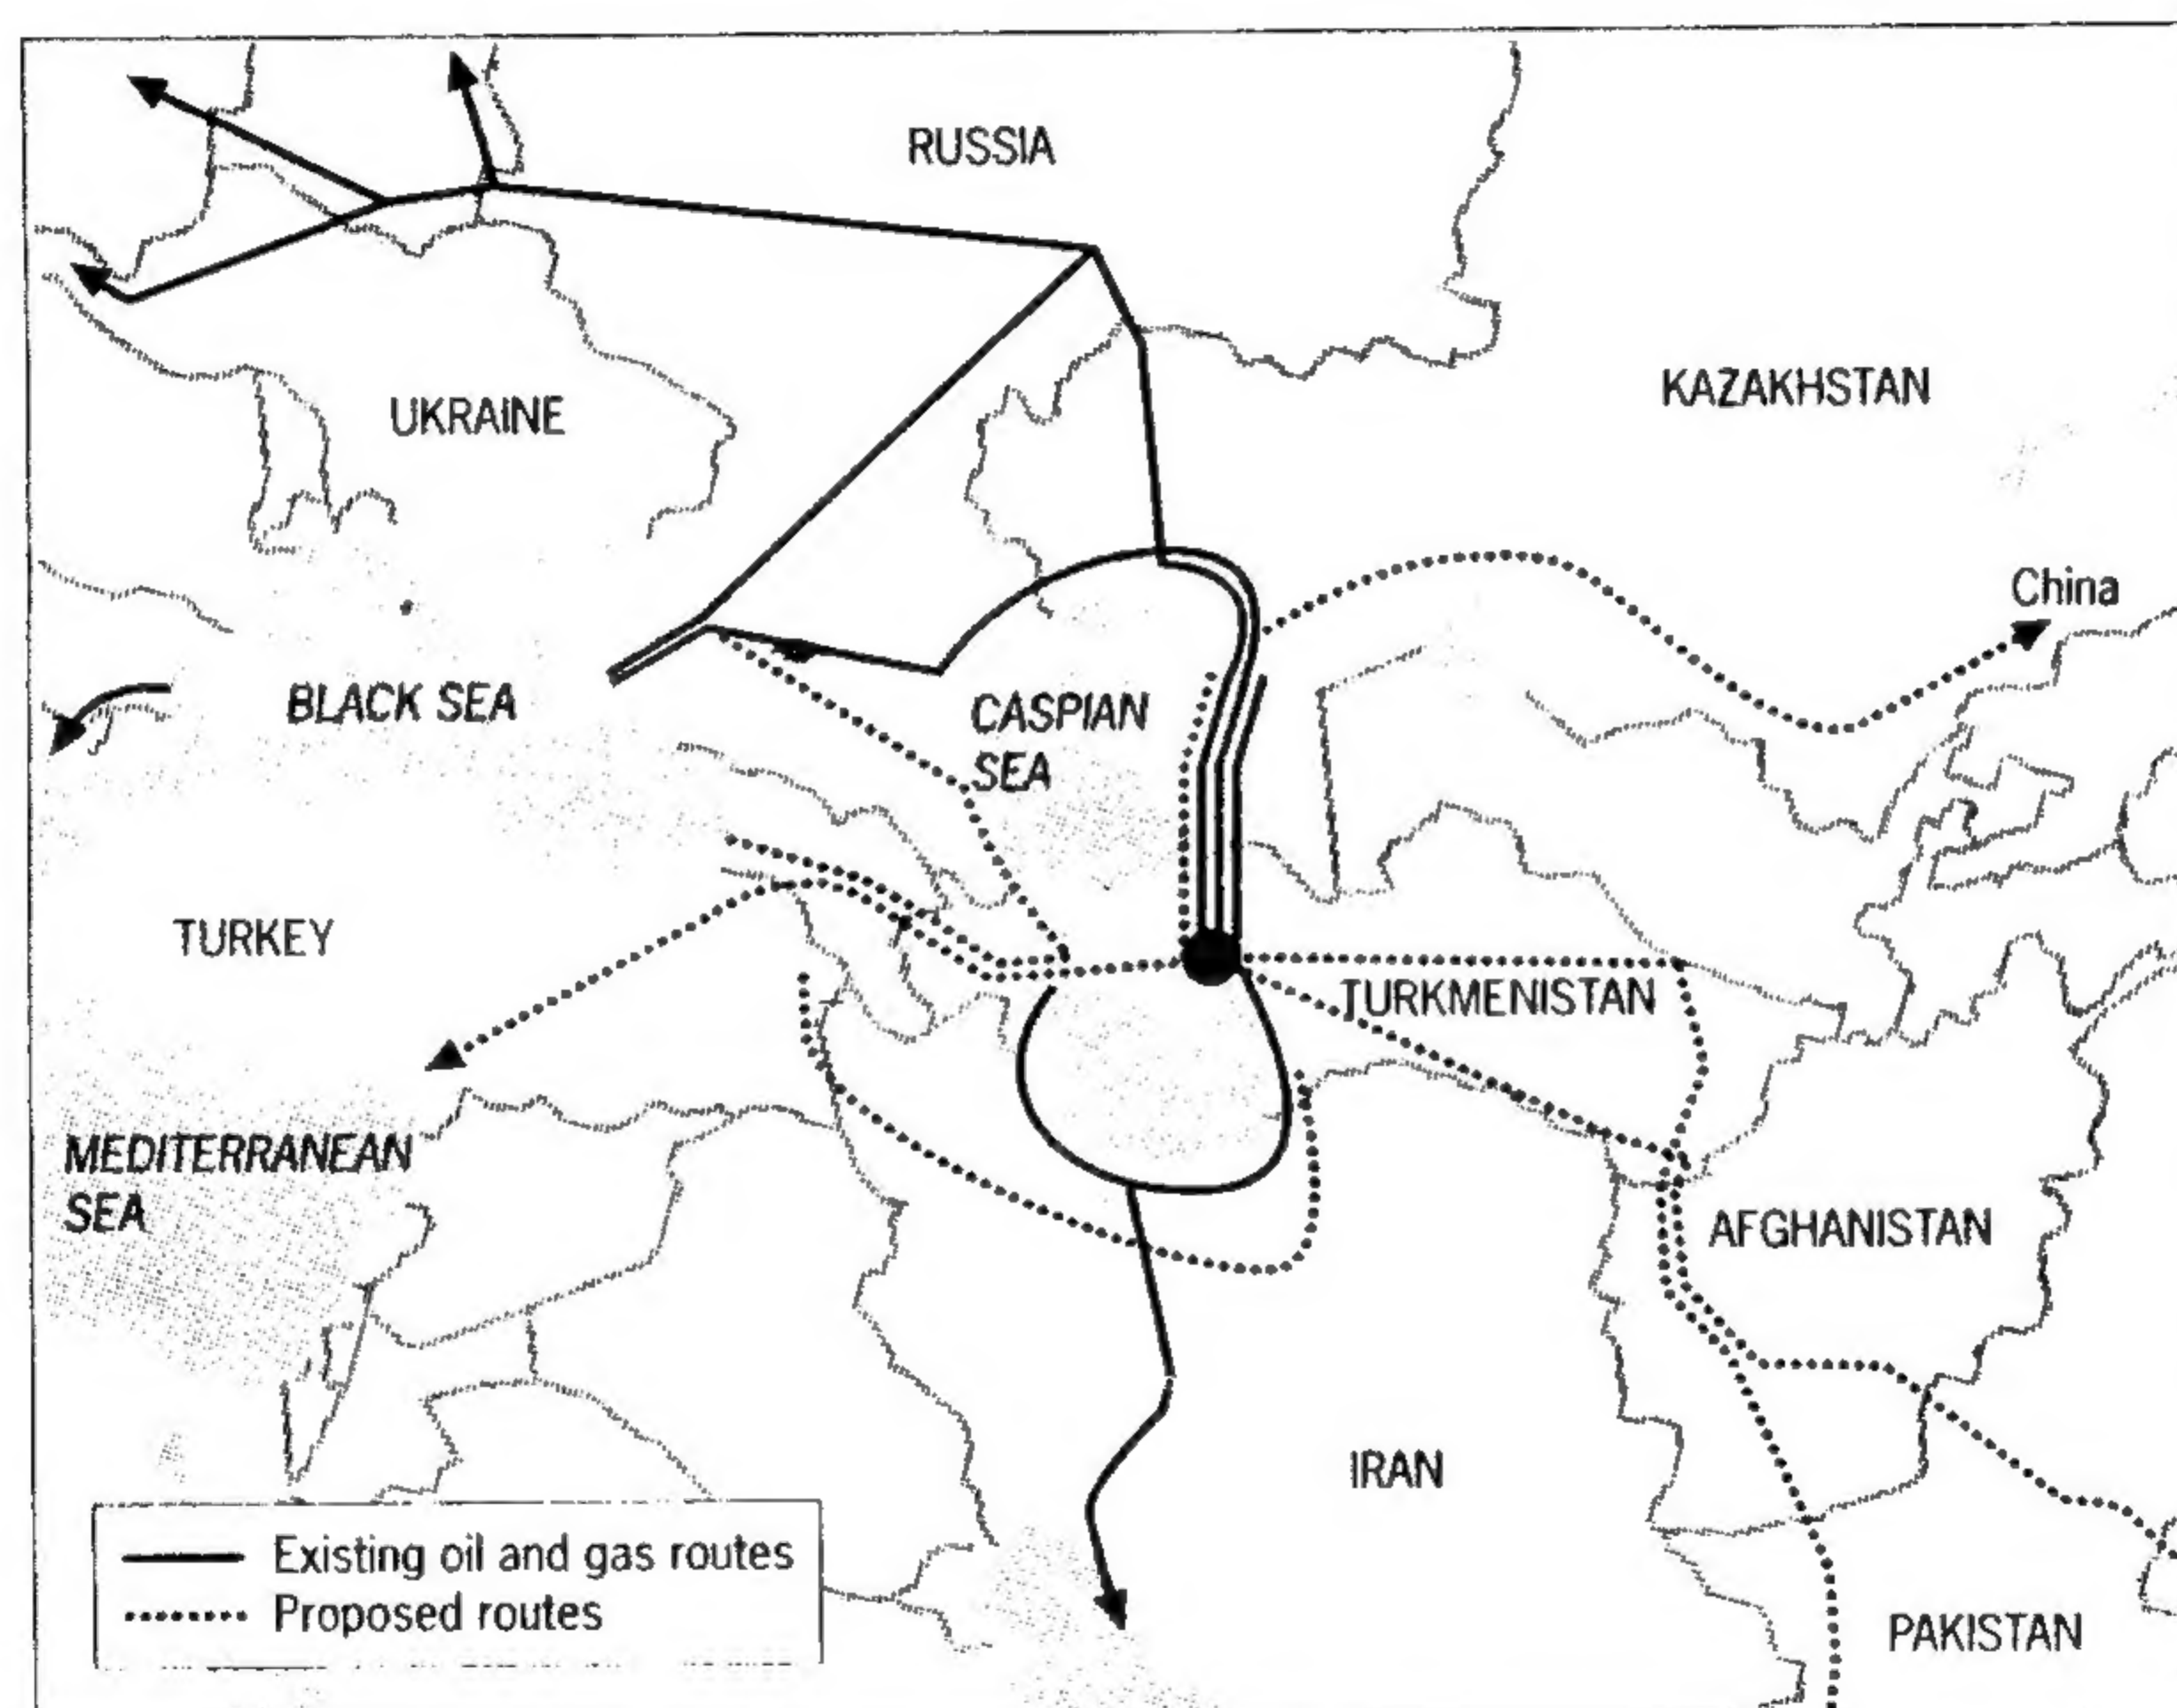 RUSSIA
KAZAKHSTAN
UKRAINE
China
BLACK SEA
CASPIAN
SEA
TURKEY
TURKMENISTAN
MEDITERRANEAN
SEA
AFGHANISTAN
IRAN
Existing oil and gas routes
Proposed routes
PAKISTAN